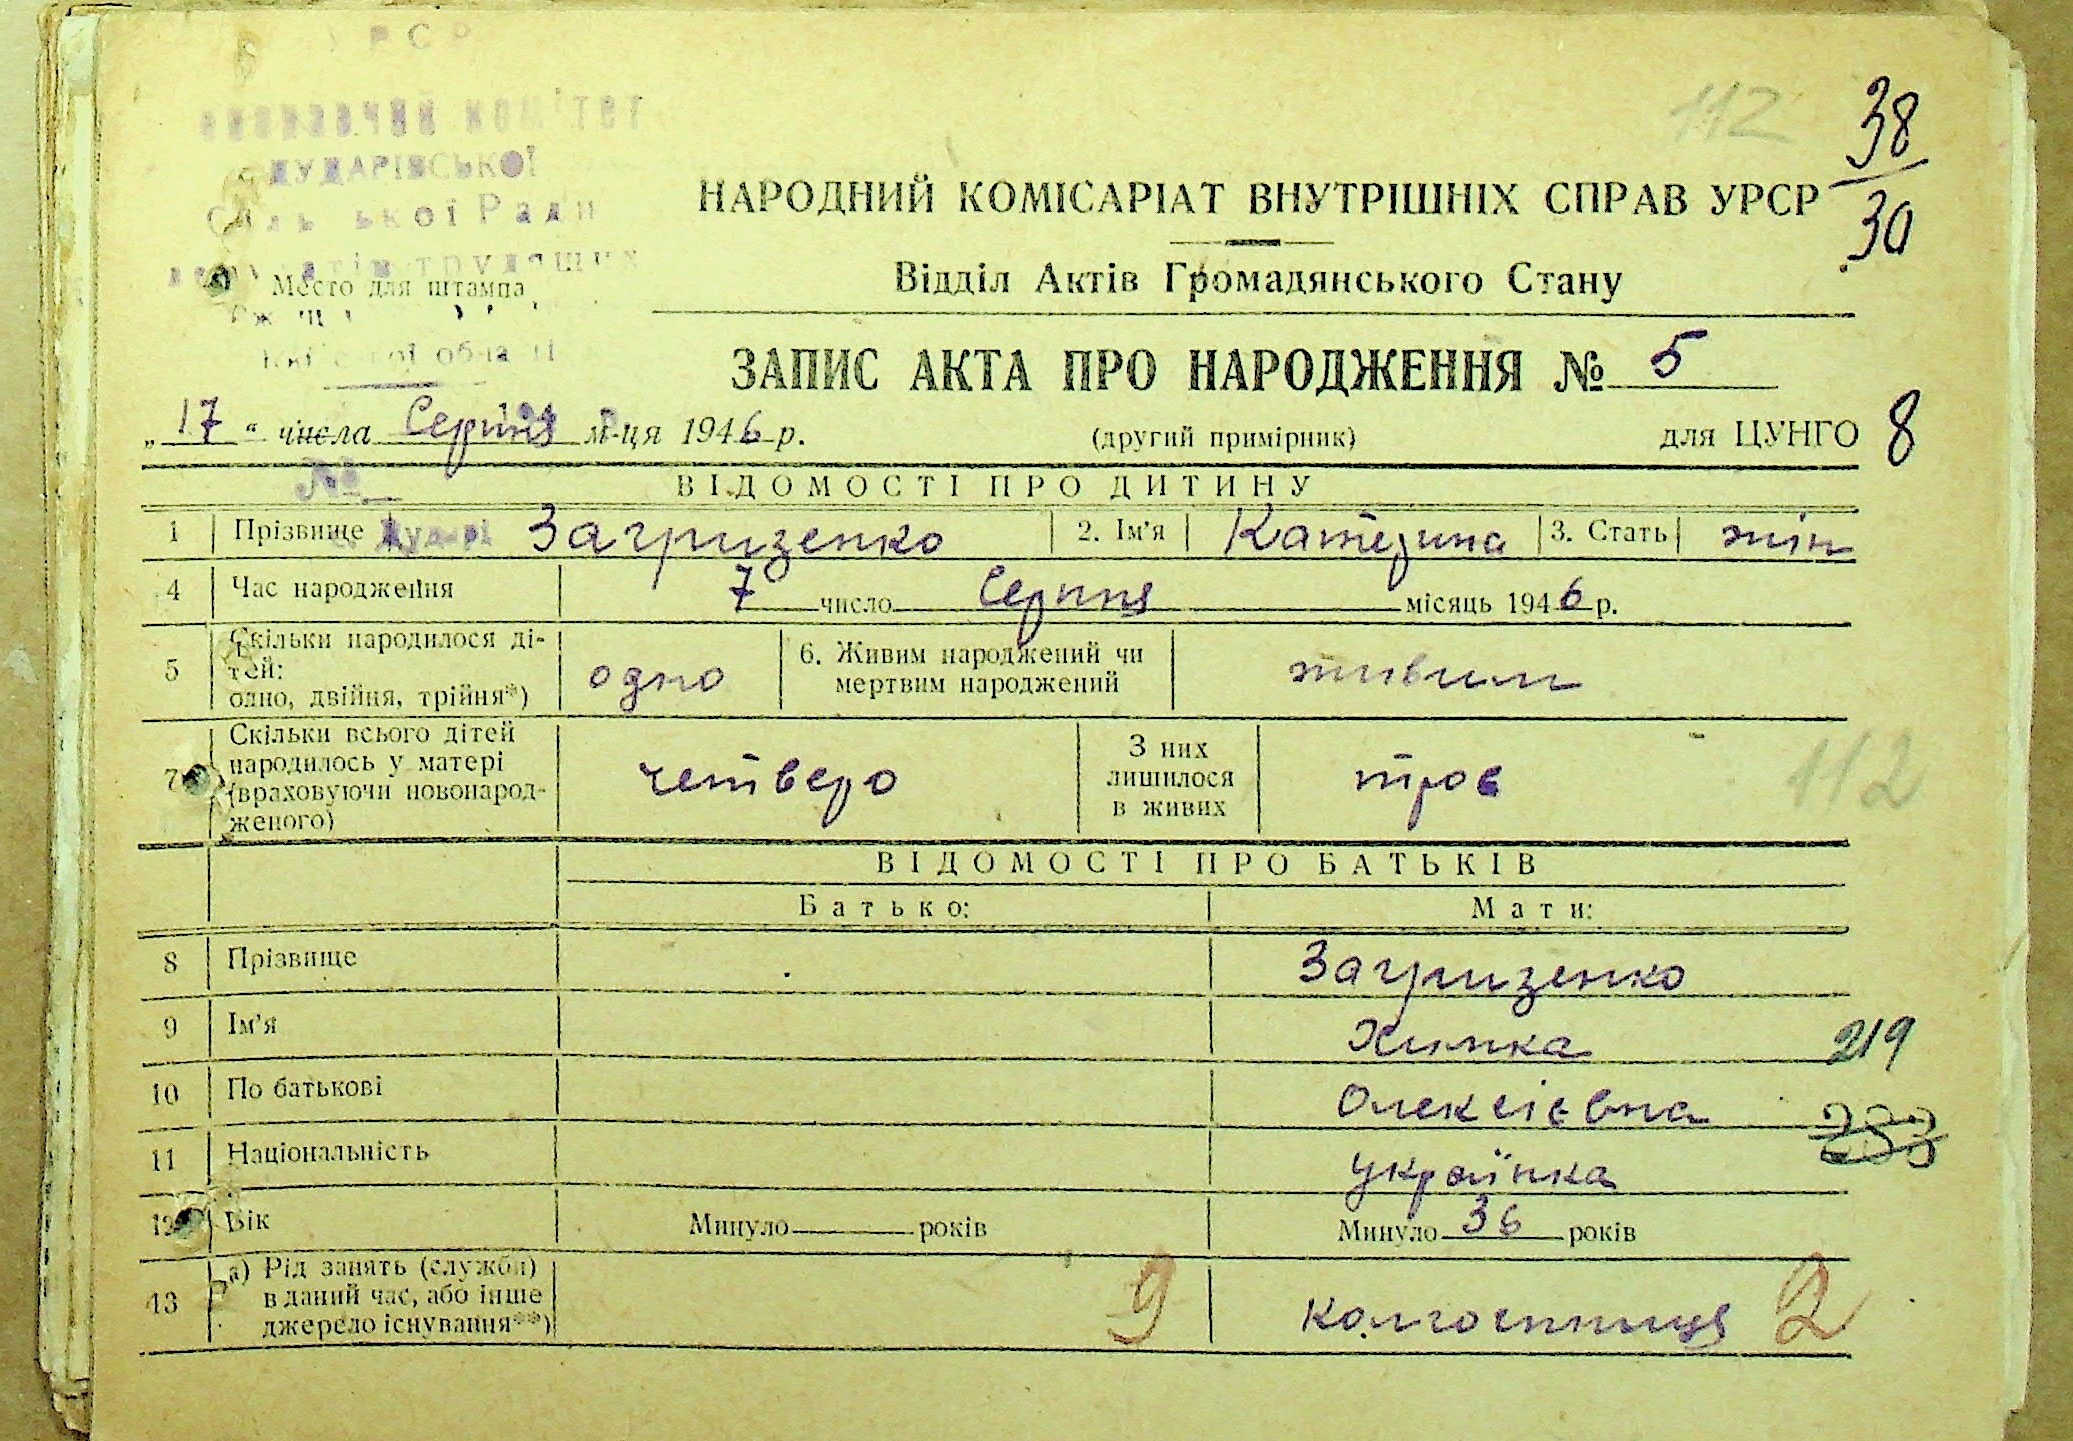 УРСР
112
38
30
виконавчий комітет
ДУДАРІВСЬКОЇ
Сільської Ради
депутатів трудящих
Место для штампа
Київської області
НАРОДНИЙ КОМІСАРІАТ ВНУТРІШНІХ СПРАВ УРСР
Відділ Актів Громадянського Стану
ЗАПИС АКТА ПРО НАРОДЖЕННЯ № 5
„17“ числа Серпня м-ця 1946 р. (другий примірник) для ЦУНГО 8
№
ВІДОМОСТІ ПРО ДИТИНУ
1 Прізвище Загризенко 2. Ім'я Катерина 3. Стать жін
4 Час народження 7 число Серпня місяць 1946 р.
5 Скільки народилося ді-
тей:
одно, двійня, трійня*) одно 6. Живим народжений чи
мертвим народжений живим
7 Скільки всього дітей
народилось у матері
(враховуючи новонарод-
женого) четверо З них
лишилося
в живих троє 112
ВІДОМОСТІ ПРО БАТЬКІВ
Батько: Мати:
8 Прізвище Загризенко
9 Ім'я Химка 219
10 По батькові Олексієвна
11 Національність українка
12 Вік Минуло років Минуло 36 років
13 а) Рід занять (служби)
в даний час, або інше
джерело існування**) 9 колгоспниця 2